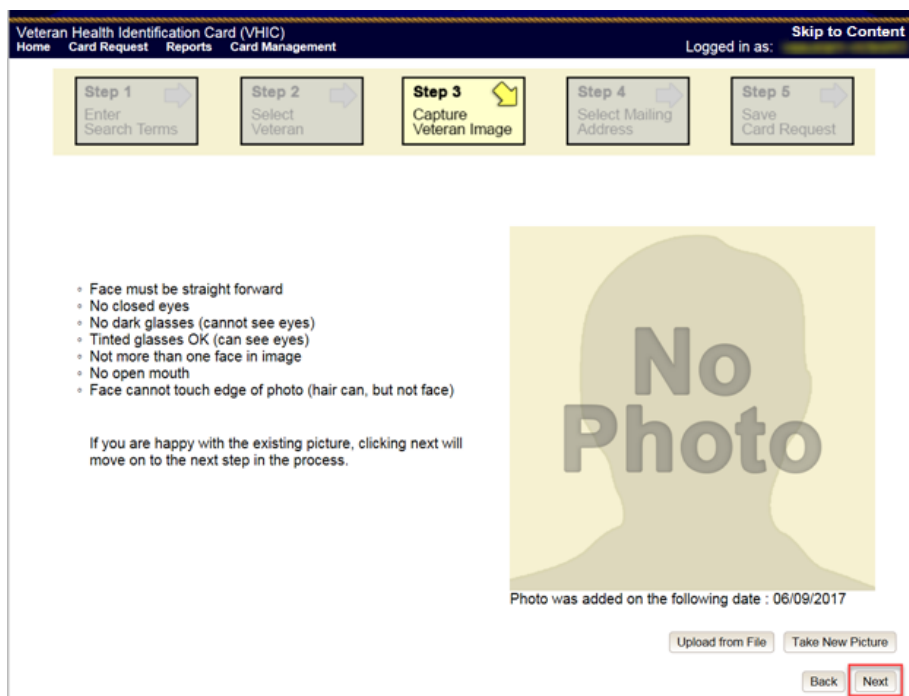 Veteran Health Identification Card (VHIC)
Skip to Content
Home Card Request Reports Card Management
Logged in as:
Step 1
Enter
Search Terms
Step 2
Select
Veteran
Step 3
Capture
Veteran Image
Step 4
Select Mailing
Address
Step 5
Save
Card Request
Face must be straight forward
No closed eyes
No dark glasses (cannot see eyes)
Tinted glasses OK (can see eyes)
Not more than one face in image
No open mouth
Face cannot touch edge of photo (hair can, but not face)
If you are happy with the existing picture, clicking next will
move on to the next step in the process.
No
Photo
Photo was added on the following date : 06/09/2017
Upload from File
Take New Picture
Back
Next